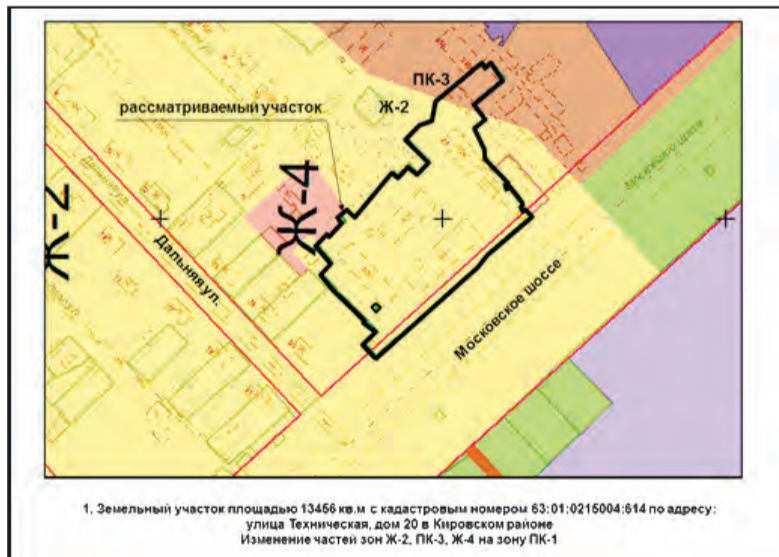 ПК-3
Ж-2
рассматриваемый участок
Ж-4
Ж-2
Дальняя ул.
Московское шоссе
Московское шоссе
1. Земельный участок площадью 13456 кв.м с кадастровым номером 63:01:0215004:614 по адресу:
улица Техническая, дом 20 в Кировском районе
Изменение частей зон Ж-2, ПК-3, Ж-4 на зону ПК-1